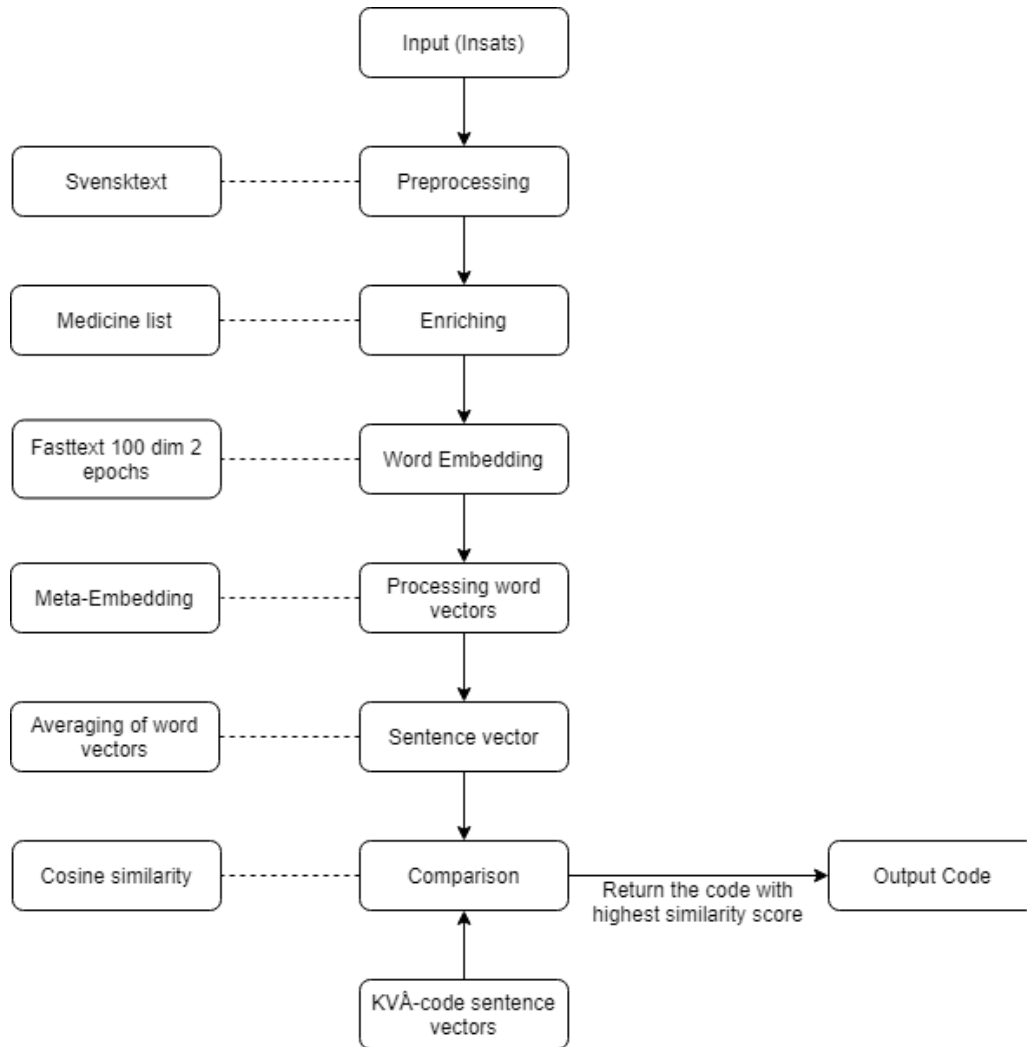 Input (Insats)
Svensktext
Preprocessing
Medicine list
Enriching
Fasttext 100 dim 2
epochs
Word Embedding
Meta-Embedding
Processing word
vectors
Averaging of word
vectors
Sentence vector
Cosine similarity
Comparison
Return the code with
highest similarity score
Output Code
KVÅ-code sentence
vectors